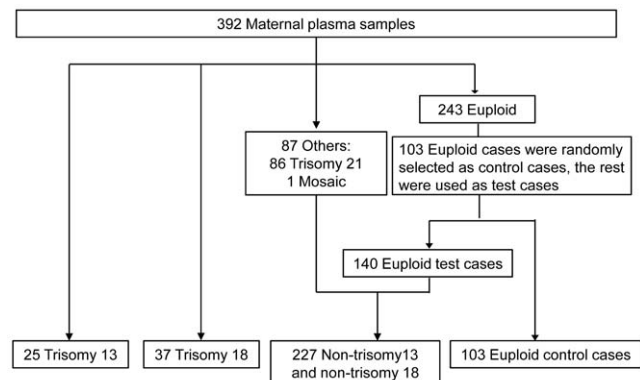 392 Maternal plasma samples
243 Euploid
87 Others:
86 Trisomy 21
1 Mosaic
103 Euploid cases were randomly
selected as control cases, the rest
were used as test cases
140 Euploid test cases
25 Trisomy 13
37 Trisomy 18
227 Non-trisomy13
and non-trisomy 18
103 Euploid control cases